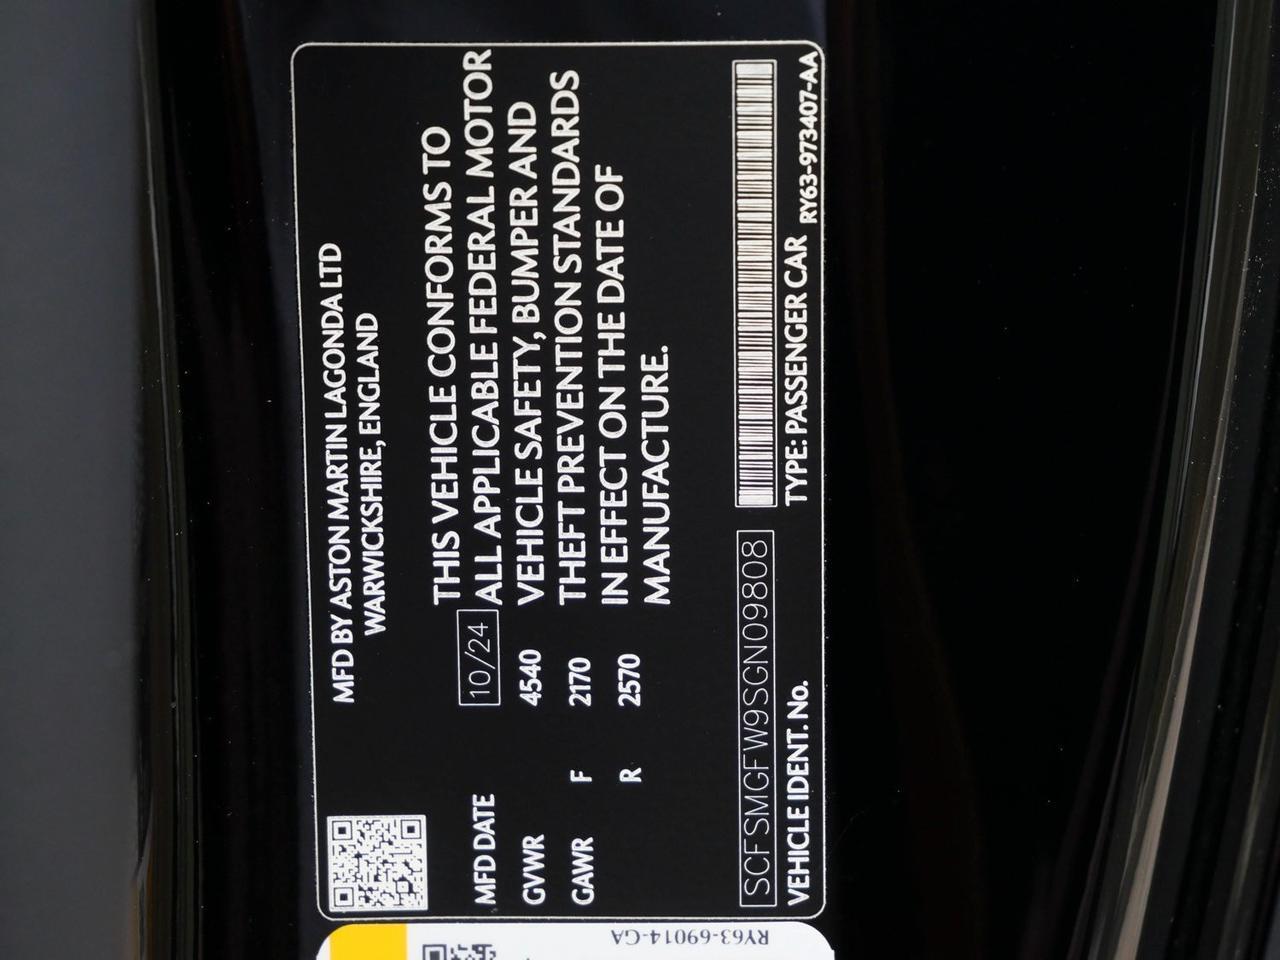 MFD BY ASTON MARTIN LAGONDA LTD
WARWICKSHIRE, ENGLAND
THIS VEHICLE CONFORMS TO
MFD DATE 10/24 ALL APPLICABLE FEDERAL MOTOR
GVWR 4540 VEHICLE SAFETY, BUMPER AND
GAWR F 2170 THEFT PREVENTION STANDARDS
R 2570 IN EFFECT ON THE DATE OF
MANUFACTURE.
SCFSMGFW9SGN09808
VEHICLE IDENT. No. TYPE: PASSENGER CAR RY63-973407-AA
RY63-69014-GA